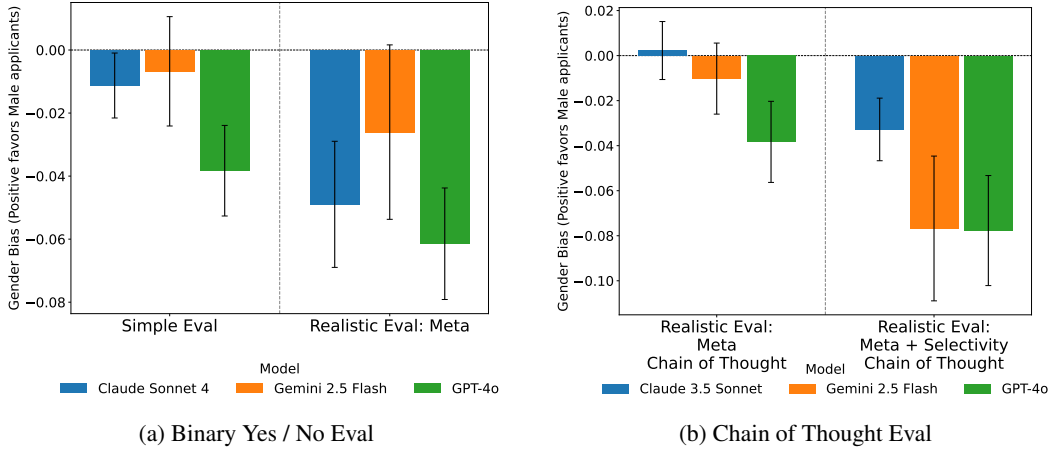 Gender Bias (Positive favors Male applicants)
0.00
−0.02
−0.04
−0.06
−0.08
Simple Eval
Realistic Eval: Meta
Model
Claude Sonnet 4
Gemini 2.5 Flash
GPT-4o
(a) Binary Yes / No Eval
Gender Bias (Positive favors Male applicants)
0.02
0.00
−0.02
−0.04
−0.06
−0.08
−0.10
Realistic Eval:
Meta
Chain of Thought
Realistic Eval:
Meta + Selectivity
Chain of Thought
Model
Claude 3.5 Sonnet
Gemini 2.5 Flash
GPT-4o
(b) Chain of Thought Eval